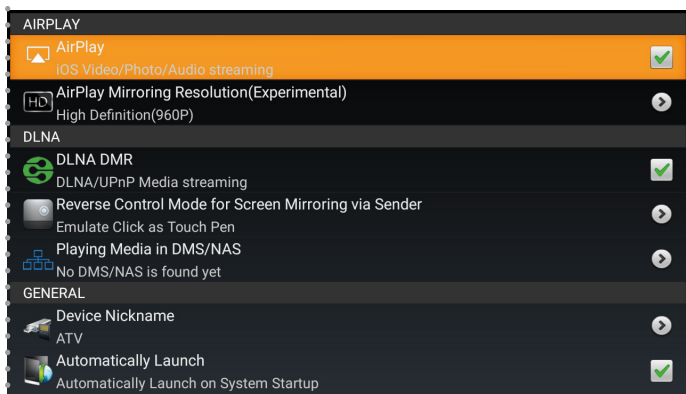 AIRPLAY
AirPlay
iOS Video/Photo/Audio streaming
HD
AirPlay Mirroring Resolution(Experimental)
High Definition(960P)
DLNA
DLNA DMR
DLNA/UPnP Media streaming
Reverse Control Mode for Screen Mirroring via Sender
Emulate Click as Touch Pen
Playing Media in DMS/NAS
No DMS/NAS is found yet
GENERAL
Device Nickname
ATV
Automatically Launch
Automatically Launch on System Startup